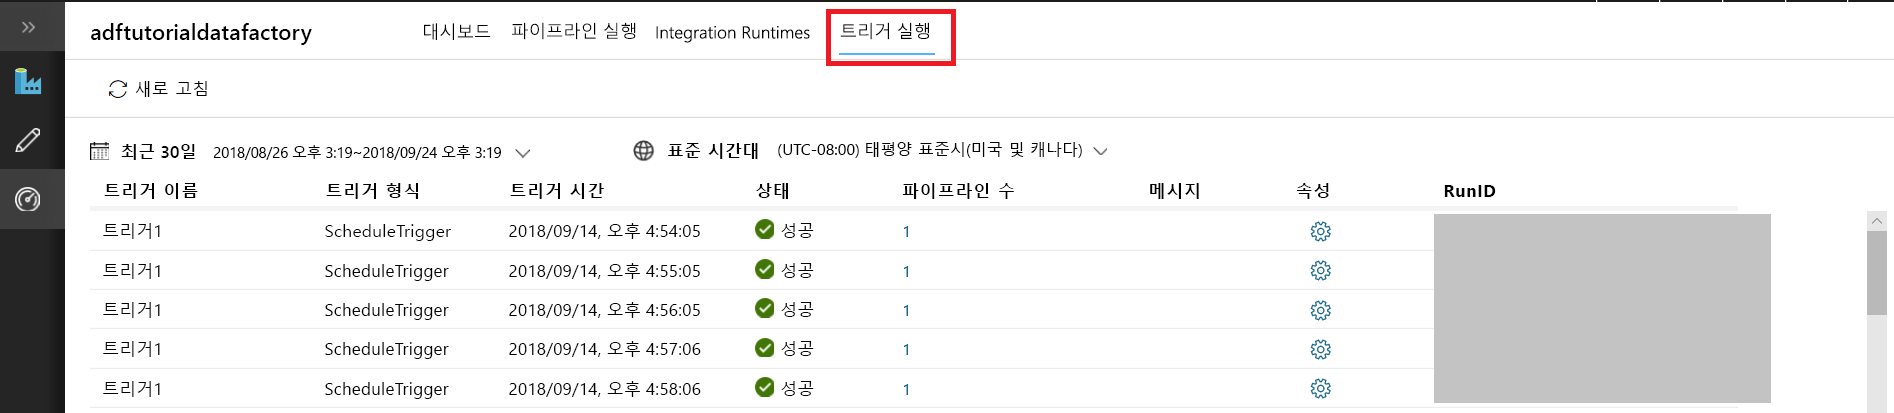 adftutorialdatafactory 대시보드 파이프라인 실행 Integration Runtimes 트리거 실행
새로 고침
최근 30일 2018/08/26 오후 3:19~2018/09/24 오후 3:19 표준 시간대 (UTC-08:00) 태평양 표준시(미국 및 캐나다)
트리거 이름 트리거 형식 트리거 시간 상태 파이프라인 수 메시지 속성 RunID
트리거1 ScheduleTrigger 2018/09/14, 오후 4:54:05 성공 1
트리거1 ScheduleTrigger 2018/09/14, 오후 4:55:05 성공 1
트리거1 ScheduleTrigger 2018/09/14, 오후 4:56:05 성공 1
트리거1 ScheduleTrigger 2018/09/14, 오후 4:57:06 성공 1
트리거1 ScheduleTrigger 2018/09/14, 오후 4:58:06 성공 1